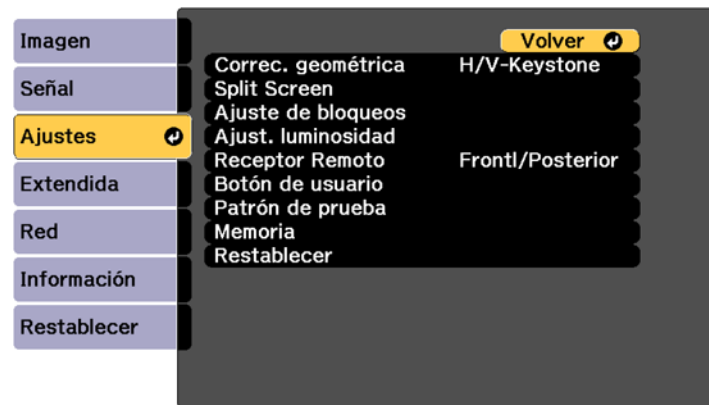 Imagen
Señal
Ajustes
Extendida
Red
Información
Restablecer
Volver
Correc. geométrica H/V-Keystone
Split Screen
Ajuste de bloqueos
Ajust. luminosidad
Receptor Remoto Frontl/Posterior
Botón de usuario
Patrón de prueba
Memoria
Restablecer